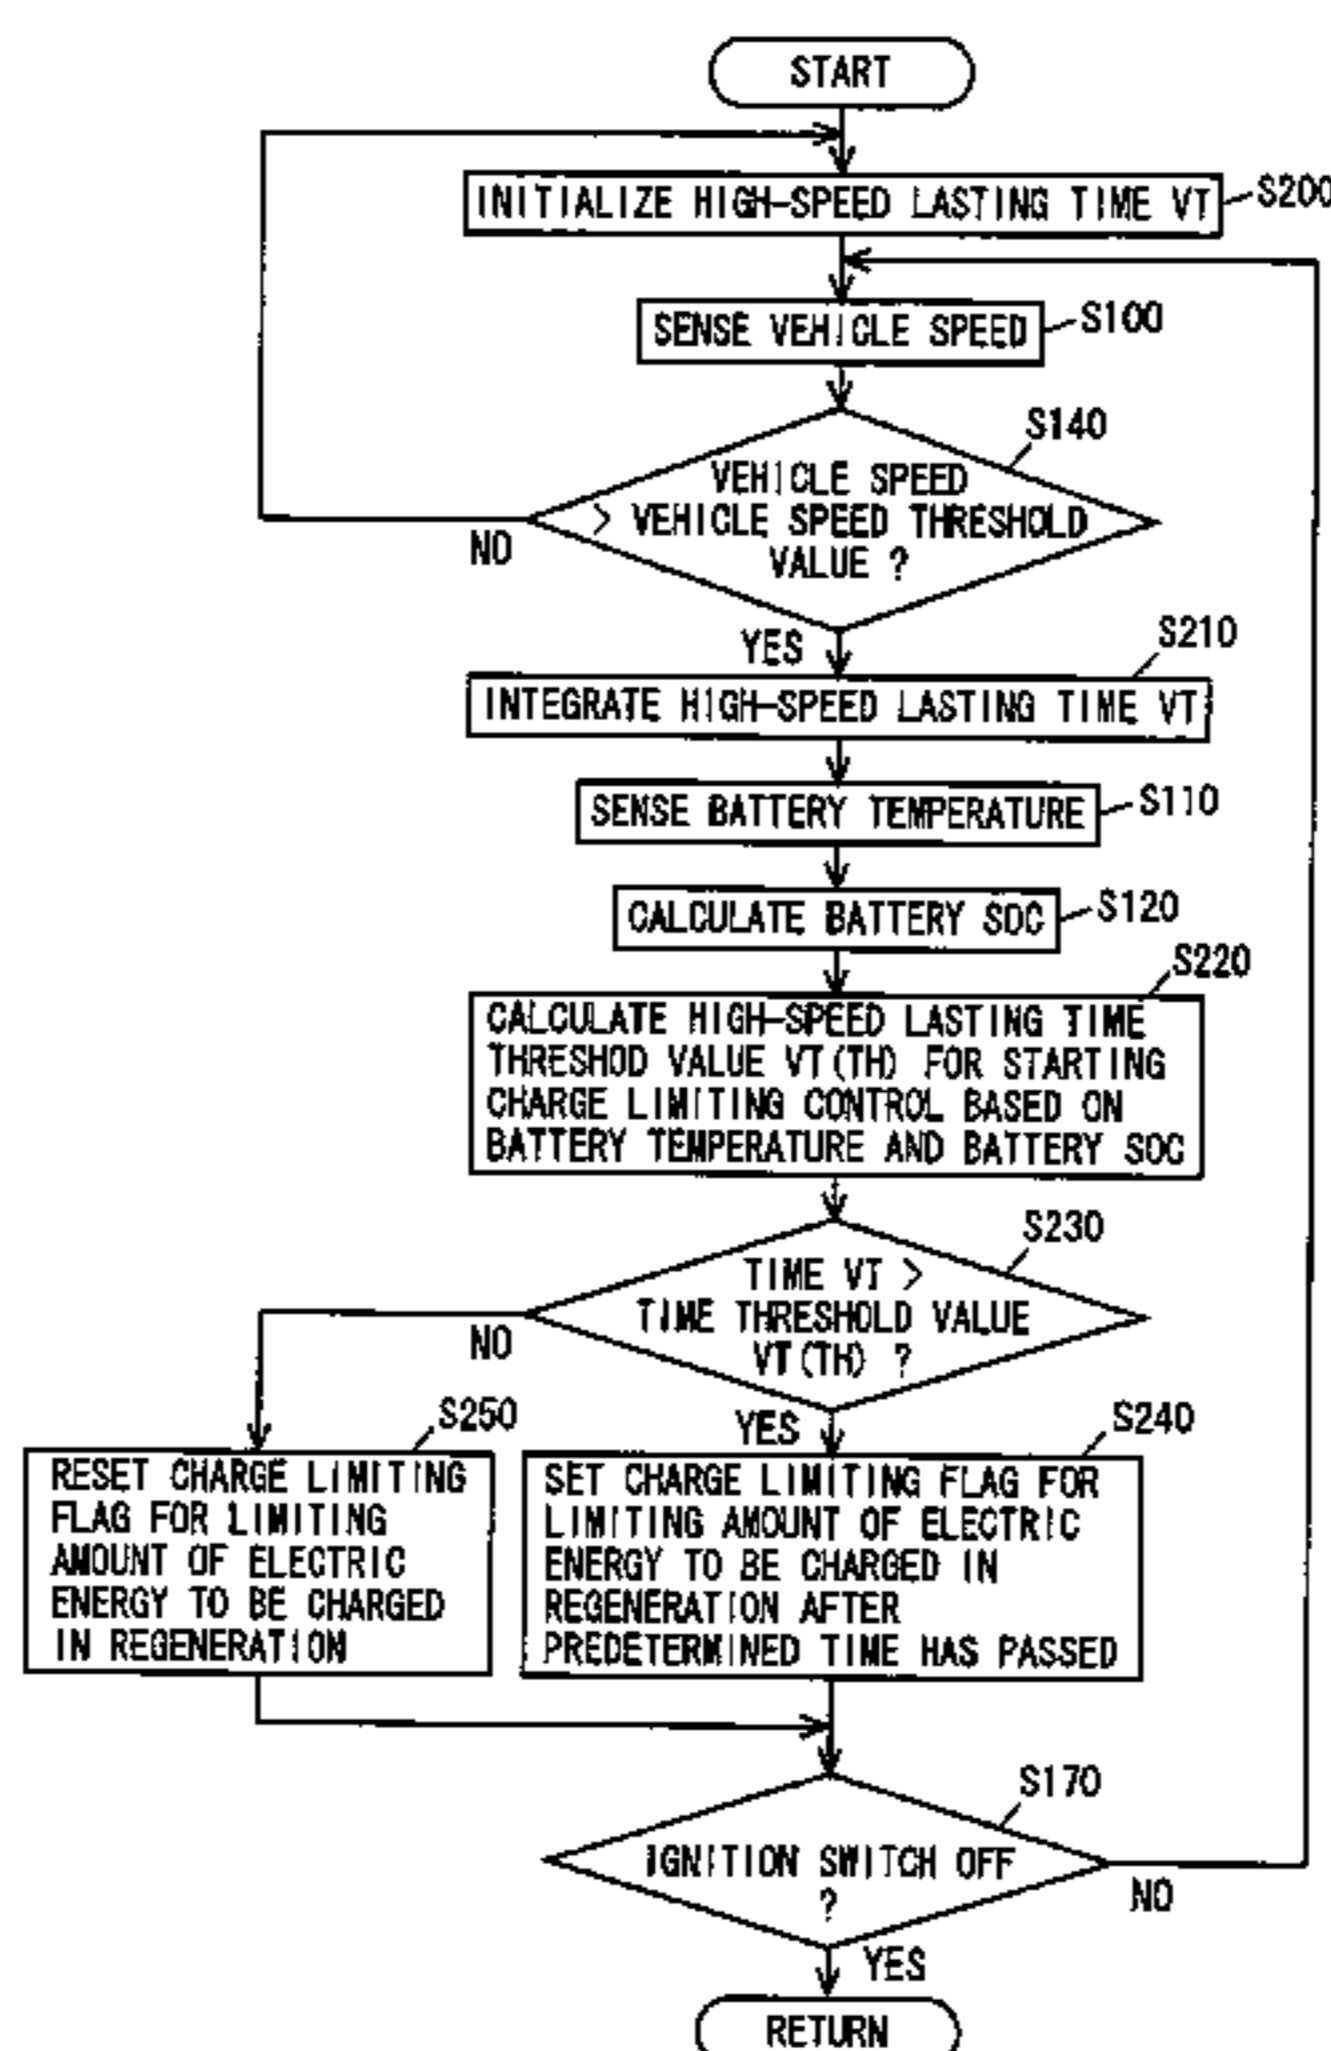 START
INITIALIZE HIGH-SPEED LASTING TIME VT
S200
SENSE VEHICLE SPEED
S100
S140
VEHICLE SPEED
> VEHICLE SPEED THRESHOLD
VALUE ?
NO
YES
S210
INTEGRATE HIGH-SPEED LASTING TIME VT
SENSE BATTERY TEMPERATURE
S110
CALCULATE BATTERY SOC
S120
S220
CALCULATE HIGH-SPEED LASTING TIME
THRESHOD VALUE VT(TH) FOR STARTING
CHARGE LIMITING CONTROL BASED ON
BATTERY TEMPERATURE AND BATTERY SOC
S230
TIME VT >
TIME THRESHOLD VALUE
VT(TH) ?
NO
YES
S250
RESET CHARGE LIMITING
FLAG FOR LIMITING
AMOUNT OF ELECTRIC
ENERGY TO BE CHARGED
IN REGENERATION
S240
SET CHARGE LIMITING FLAG FOR
LIMITING AMOUNT OF ELECTRIC
ENERGY TO BE CHARGED IN
REGENERATION AFTER
PREDETERMINED TIME HAS PASSED
S170
IGNITION SWITCH OFF
?
NO
YES
RETURN